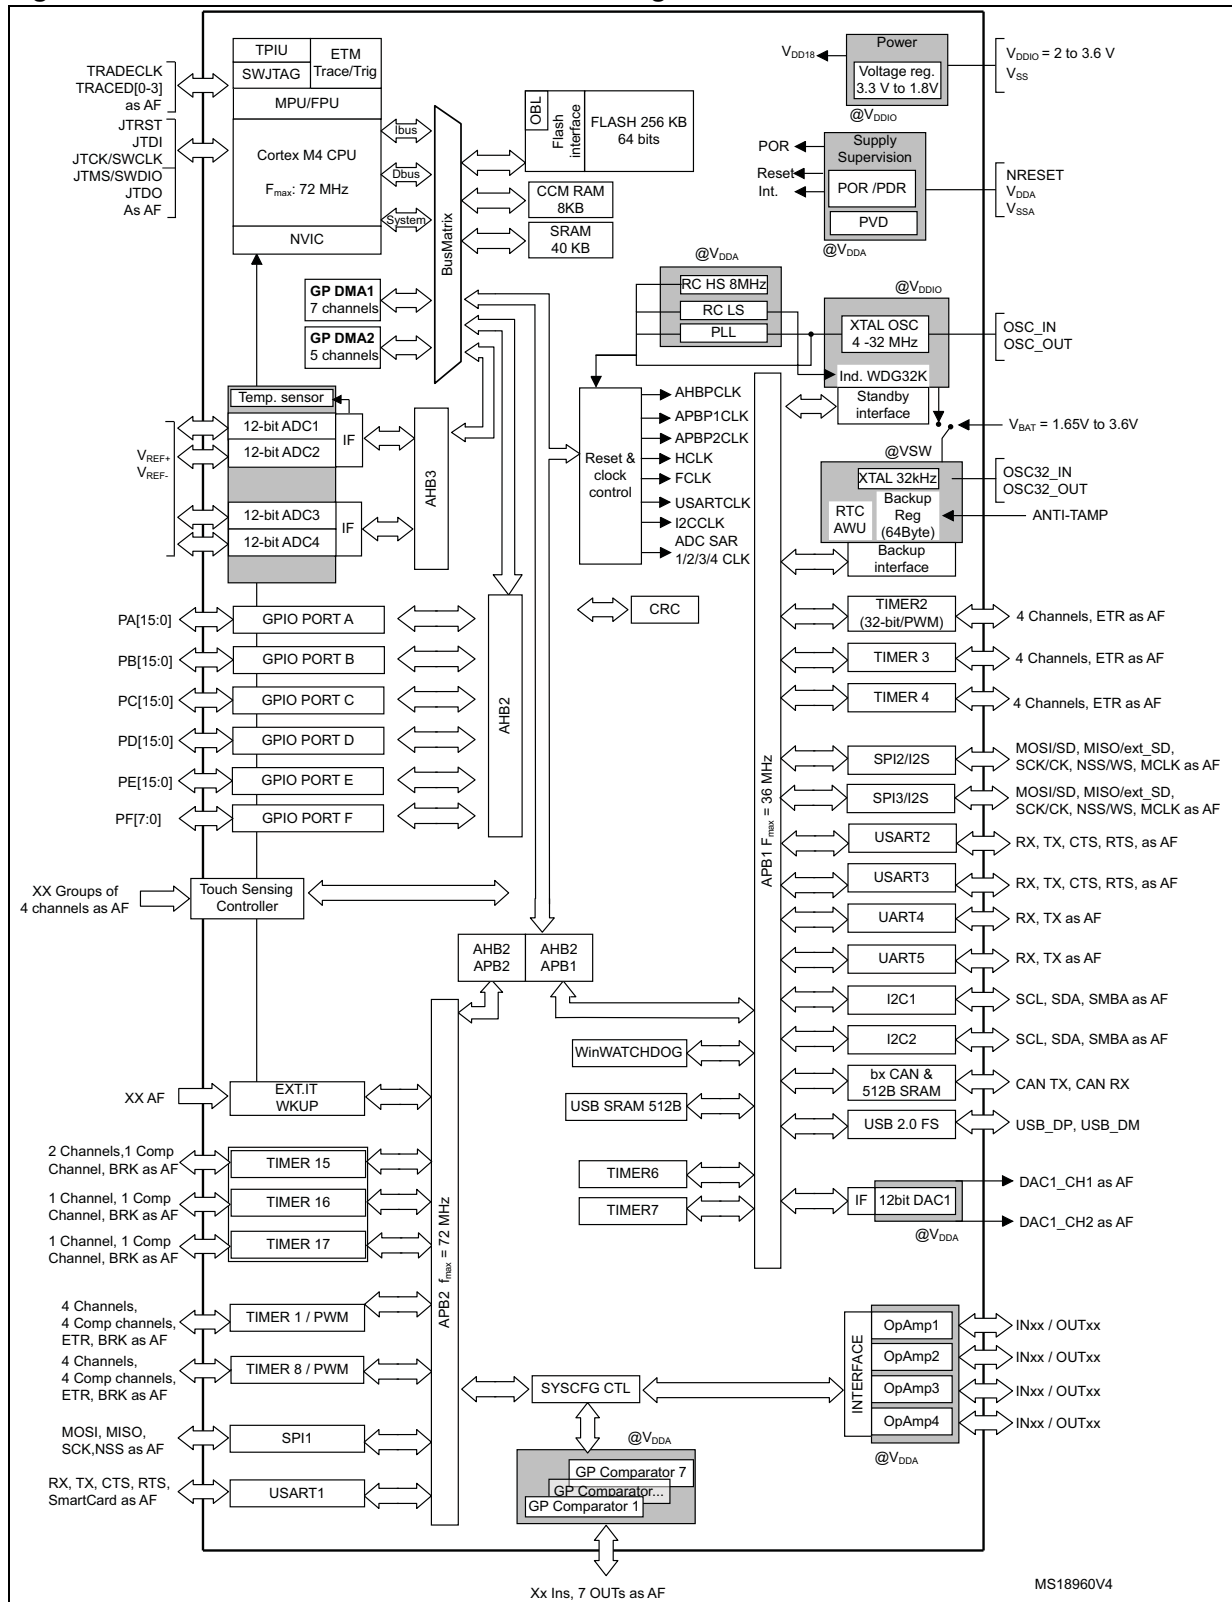 TPIU
ETM
Trace/Trig
SWJTAG
MPU/FPU
Cortex M4 CPU
Fmax: 72 MHz
NVIC
TRADECLK
TRACED[0-3]
as AF
JTRST
JTDI
JTCK/SWCLK
JTMS/SWDIO
JTDO
As AF
Ibus
Dbus
System
BusMatrix
OBL
Flash
interface
FLASH 256 KB
64 bits
CCM RAM
8KB
SRAM
40 KB
GP DMA1
7 channels
GP DMA2
5 channels
Power
Voltage reg.
3.3 V to 1.8V
VDD18
VDDIO = 2 to 3.6 V
VSS
@VDDIO
Supply
Supervision
POR /PDR
PVD
POR
Reset
Int.
NRESET
VDDA
VSSA
@VDDA
@VDDA
RC HS 8MHz
RC LS
PLL
@VDDIO
XTAL OSC
4 -32 MHz
OSC_IN
OSC_OUT
Ind. WDG32K
Standby
interface
VBAT = 1.65V to 3.6V
@VSW
XTAL 32kHz
OSC32_IN
OSC32_OUT
RTC
AWU
Backup
Reg
(64Byte)
ANTI-TAMP
Backup
interface
Reset &
clock
control
AHBPCLK
APBP1CLK
APBP2CLK
HCLK
FCLK
USARTCLK
I2CCLK
ADC SAR
1/2/3/4 CLK
Temp. sensor
12-bit ADC1
12-bit ADC2
IF
VREF+
VREF-
12-bit ADC3
12-bit ADC4
IF
AHB3
CRC
AHB2
PA[15:0]
GPIO PORT A
PB[15:0]
GPIO PORT B
PC[15:0]
GPIO PORT C
PD[15:0]
GPIO PORT D
PE[15:0]
GPIO PORT E
PF[7:0]
GPIO PORT F
XX Groups of
4 channels as AF
Touch Sensing
Controller
AHB2
APB2
AHB2
APB1
APB1 Fmax = 36 MHz
TIMER2
(32-bit/PWM)
4 Channels, ETR as AF
TIMER 3
4 Channels, ETR as AF
TIMER 4
4 Channels, ETR as AF
SPI2/I2S
MOSI/SD, MISO/ext_SD,
SCK/CK, NSS/WS, MCLK as AF
SPI3/I2S
MOSI/SD, MISO/ext_SD,
SCK/CK, NSS/WS, MCLK as AF
USART2
RX, TX, CTS, RTS, as AF
USART3
RX, TX, CTS, RTS, as AF
UART4
RX, TX as AF
UART5
RX, TX as AF
I2C1
SCL, SDA, SMBA as AF
I2C2
SCL, SDA, SMBA as AF
bx CAN &
512B SRAM
CAN TX, CAN RX
USB 2.0 FS
USB_DP, USB_DM
IF
12bit DAC1
DAC1_CH1 as AF
DAC1_CH2 as AF
@VDDA
WinWATCHDOG
USB SRAM 512B
TIMER6
TIMER7
XX AF
EXT.IT
WKUP
2 Channels,1 Comp
Channel, BRK as AF
TIMER 15
1 Channel, 1 Comp
Channel, BRK as AF
TIMER 16
1 Channel, 1 Comp
Channel, BRK as AF
TIMER 17
4 Channels,
4 Comp channels,
ETR, BRK as AF
TIMER 1 / PWM
4 Channels,
4 Comp channels,
ETR, BRK as AF
TIMER 8 / PWM
MOSI, MISO,
SCK,NSS as AF
SPI1
RX, TX, CTS, RTS,
SmartCard as AF
USART1
APB2 fmax = 72 MHz
SYSCFG CTL
@VDDA
GP Comparator 7
GP Comparator...
GP Comparator 1
Xx Ins, 7 OUTs as AF
INTERFACE
OpAmp1
INxx / OUTxx
OpAmp2
INxx / OUTxx
OpAmp3
INxx / OUTxx
OpAmp4
INxx / OUTxx
@VDDA
MS18960V4